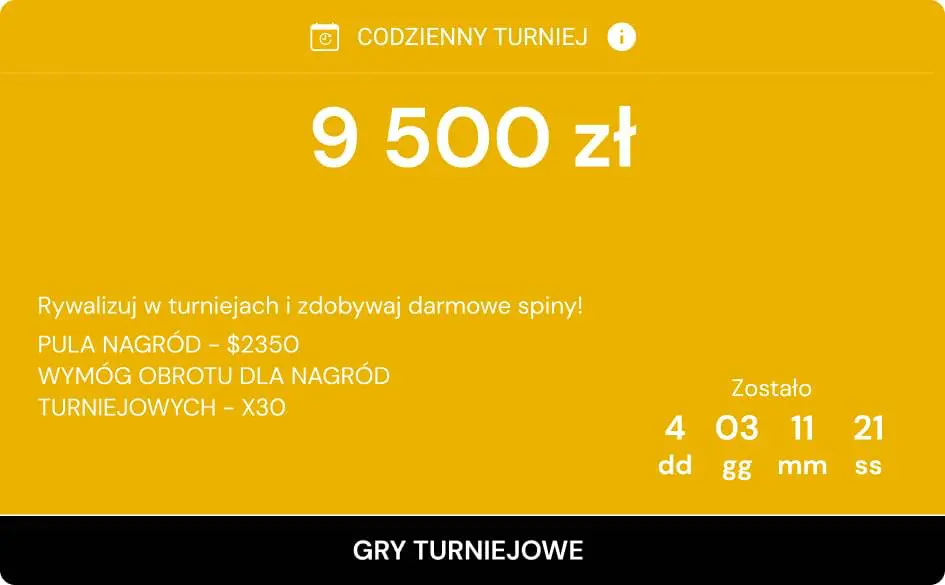 CODZIENNY TURNIEJ
9 500 zł
Rywalizuj w turniejach i zdobywaj darmowe spiny!
PULA NAGRÓD – $2350
WYMÓG OBROTU DLA NAGRÓD
TURNIEJOWYCH – X30
Zostało
4 03 11 21
dd gg mm ss
GRY TURNIEJOWE